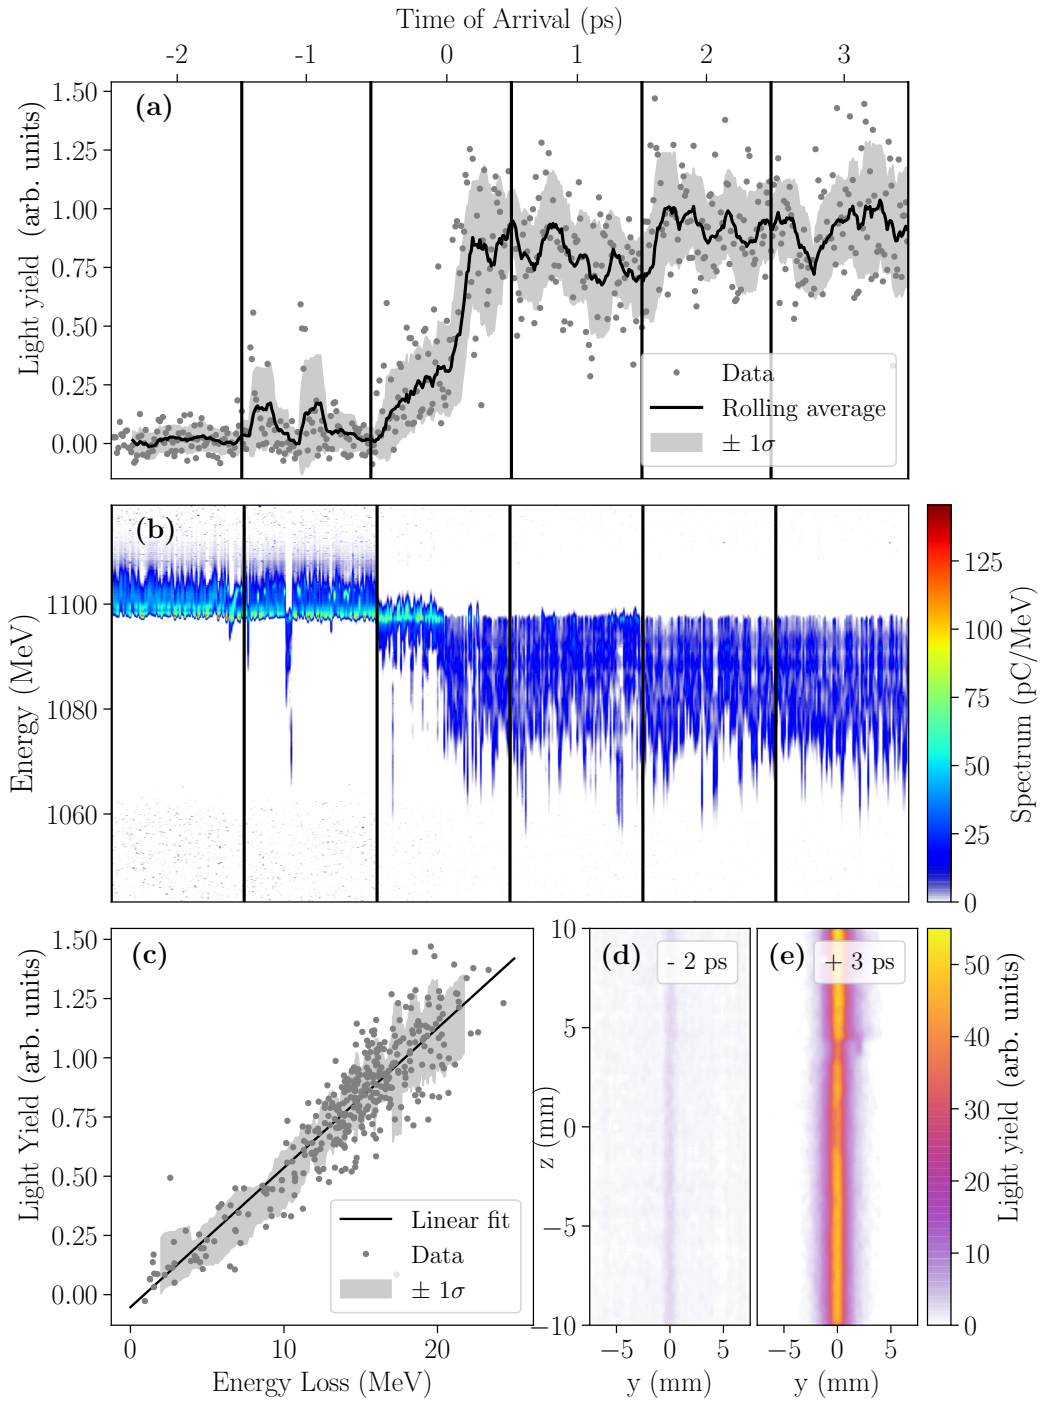 Time of Arrival (ps)
-2 -1 0 1 2 3
(a)
Light yield (arb. units)
1.50
1.25
1.00
0.75
0.50
0.25
0.00
Data
Rolling average
± 1σ
(b)
Energy (MeV)
1100
1080
1060
Spectrum (pC/MeV)
125
100
75
50
25
0
(c)
Light Yield (arb. units)
1.50
1.25
1.00
0.75
0.50
0.25
0.00
Linear fit
Data
± 1σ
0 10 20
Energy Loss (MeV)
(d)
- 2 ps
z (mm)
10
5
0
−5
−10
−5 0 5
y (mm)
(e)
+ 3 ps
−5 0 5
y (mm)
Light yield (arb. units)
50
40
30
20
10
0